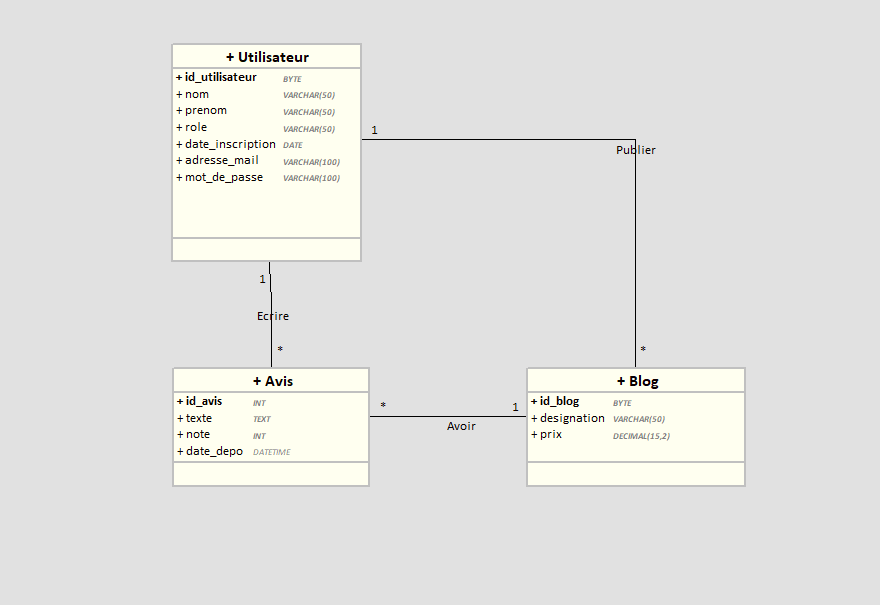 + Utilisateur
+ id_utilisateur BYTE
+ nom VARCHAR(50)
+ prenom VARCHAR(50)
+ role VARCHAR(50)
+ date_inscription DATE
+ adresse_mail VARCHAR(100)
+ mot_de_passe VARCHAR(100)
1
Publier
1
Ecrire
*
*
+ Avis
+ id_avis INT
+ texte TEXT
+ note INT
+ date_depo DATETIME
*
Avoir
1
+ Blog
+ id_blog BYTE
+ designation VARCHAR(50)
+ prix DECIMAL(15,2)